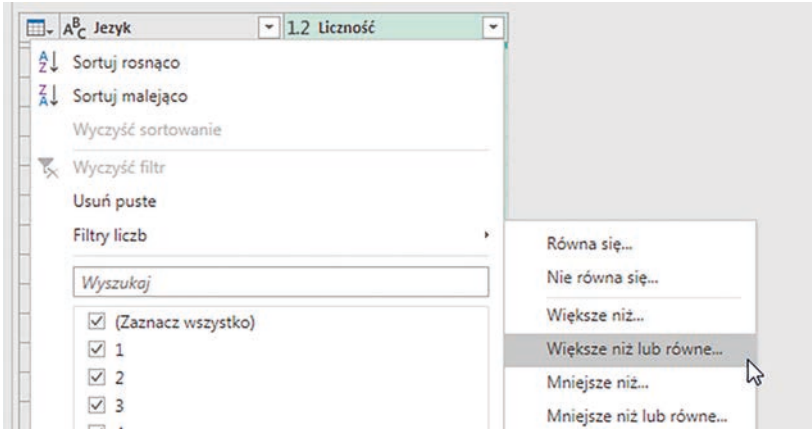 ABC Jezyk 1.2 Liczność
Sortuj rosnąco
Sortuj malejąco
Wyczyść sortowanie
Wyczyść filtr
Usuń puste
Filtry liczb
Równa się...
Nie równa się...
Wyszukaj
Większe niż...
(Zaznacz wszystko)
1
Większe niż lub równe...
2
Mniejsze niż...
3
Mniejsze niż lub równe...